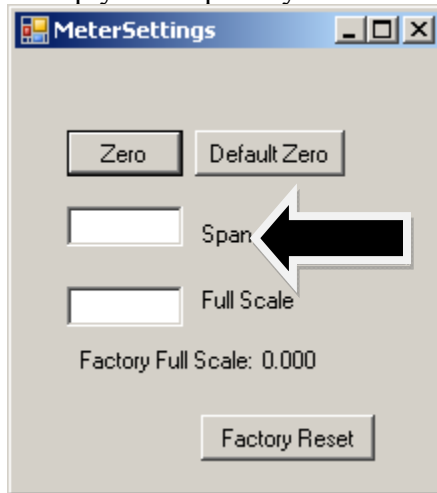 MeterSettings
Zero
Default Zero
Span
Full Scale
Factory Full Scale: 0.000
Factory Reset